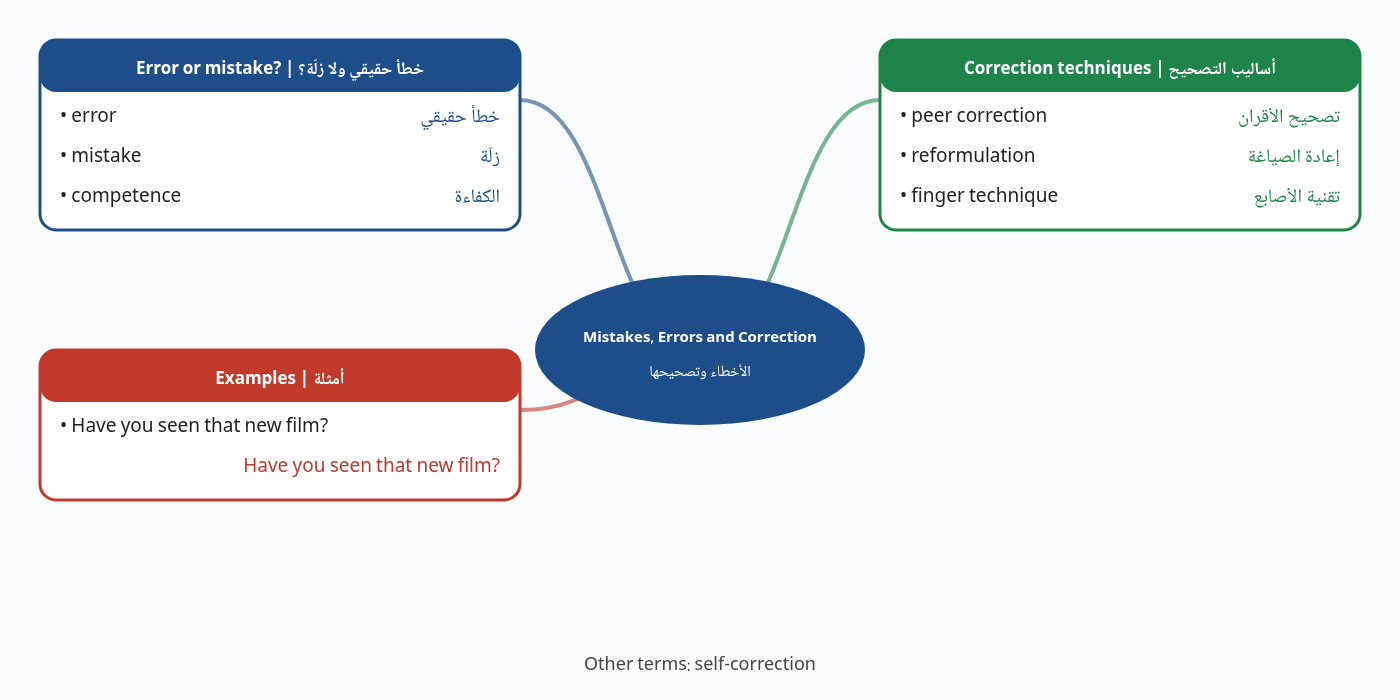 Error or mistake? | خطأ حقيقي ولا زلّة؟
• error خطأ حقيقي
• mistake زلّة
• competence الكفاءة
Correction techniques | أساليب التصحيح
• peer correction تصحيح الأقران
• reformulation إعادة الصياغة
• finger technique تقنية الأصابع
Mistakes, Errors and Correction
الأخطاء وتصحيحها
Examples | أمثلة
• Have you seen that new film?
Have you seen that new film?
Other terms: self-correction